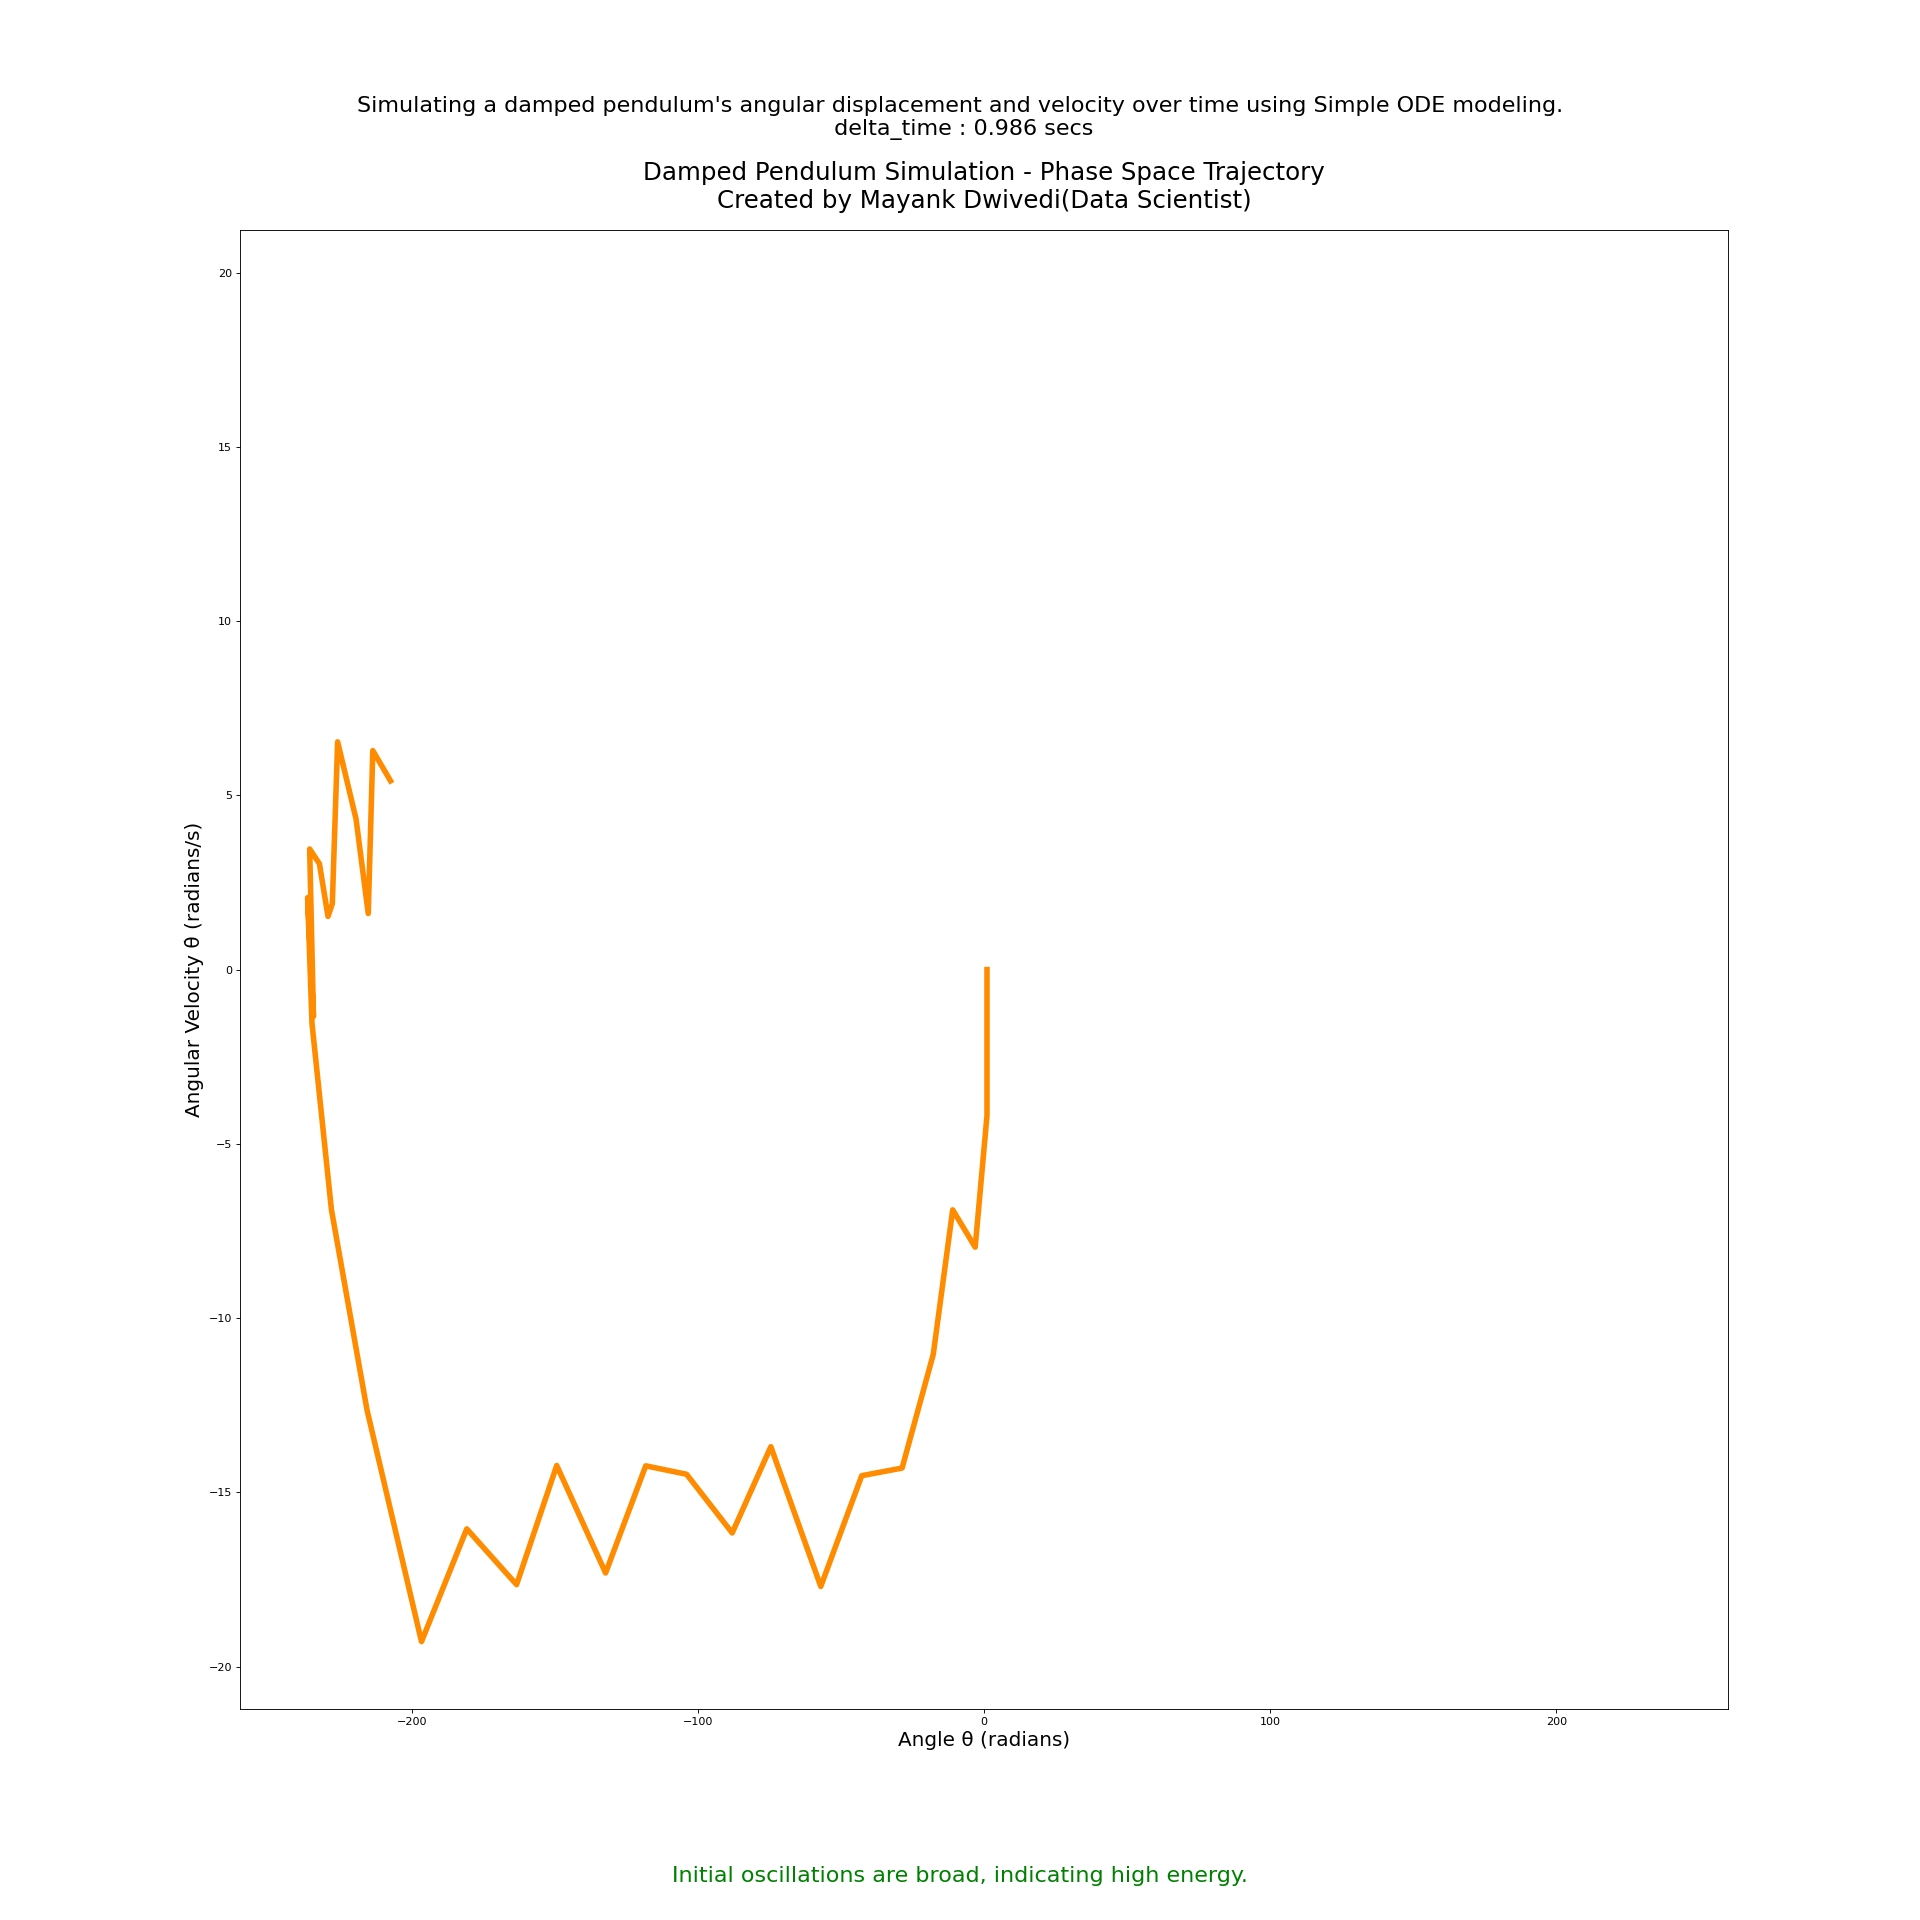 Simulating a damped pendulum's angular displacement and velocity over time using Simple ODE modeling.
delta_time : 0.986 secs
Damped Pendulum Simulation - Phase Space Trajectory
Created by Mayank Dwivedi(Data Scientist)
20
15
10
5
0
−5
−10
−15
−20
Angular Velocity θ (radians/s)
−200
−100
0
100
200
Angle θ (radians)
Initial oscillations are broad, indicating high energy.